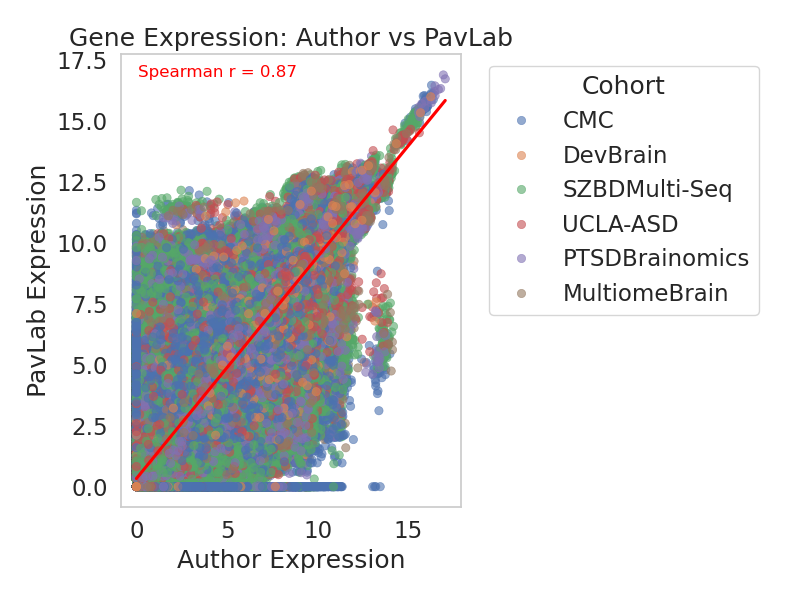 Gene Expression: Author vs PavLab
Spearman r = 0.87
17.5
15.0
12.5
10.0
7.5
5.0
2.5
0.0
PavLab Expression
0 5 10 15
Author Expression
Cohort
CMC
DevBrain
SZBDMulti-Seq
UCLA-ASD
PTSDBrainomics
MultiomeBrain